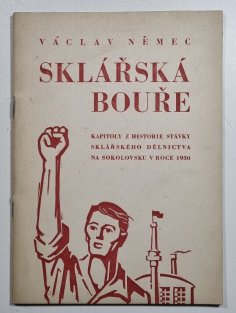 VÁCLAV NĚMEC
SKLÁŘSKÁ
BOUŘE
KAPITOLY Z HISTORIE STÁVKY
SKLÁŘSKÉHO DĚLNICTVA
NA SOKOLOVSKU V ROCE 1930